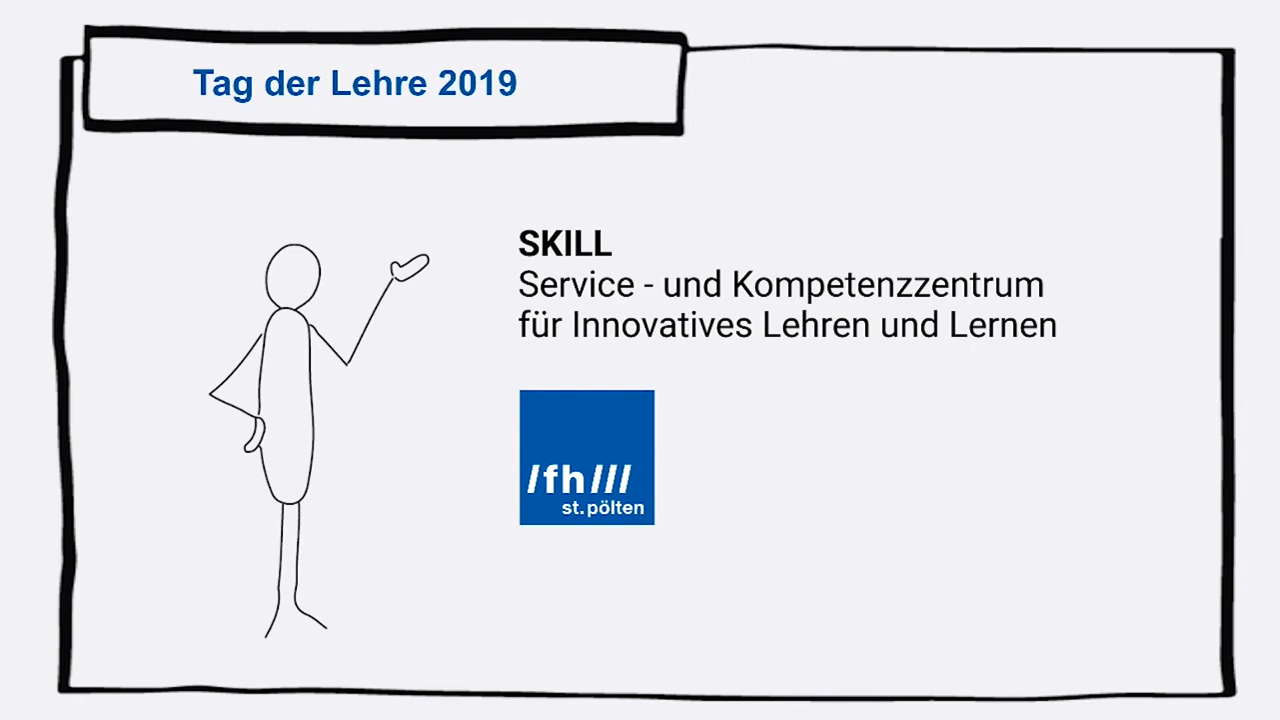 Tag der Lehre 2019
SKILL
Service - und Kompetenzzentrum
für Innovatives Lehren und Lernen
/fh///
st.pölten